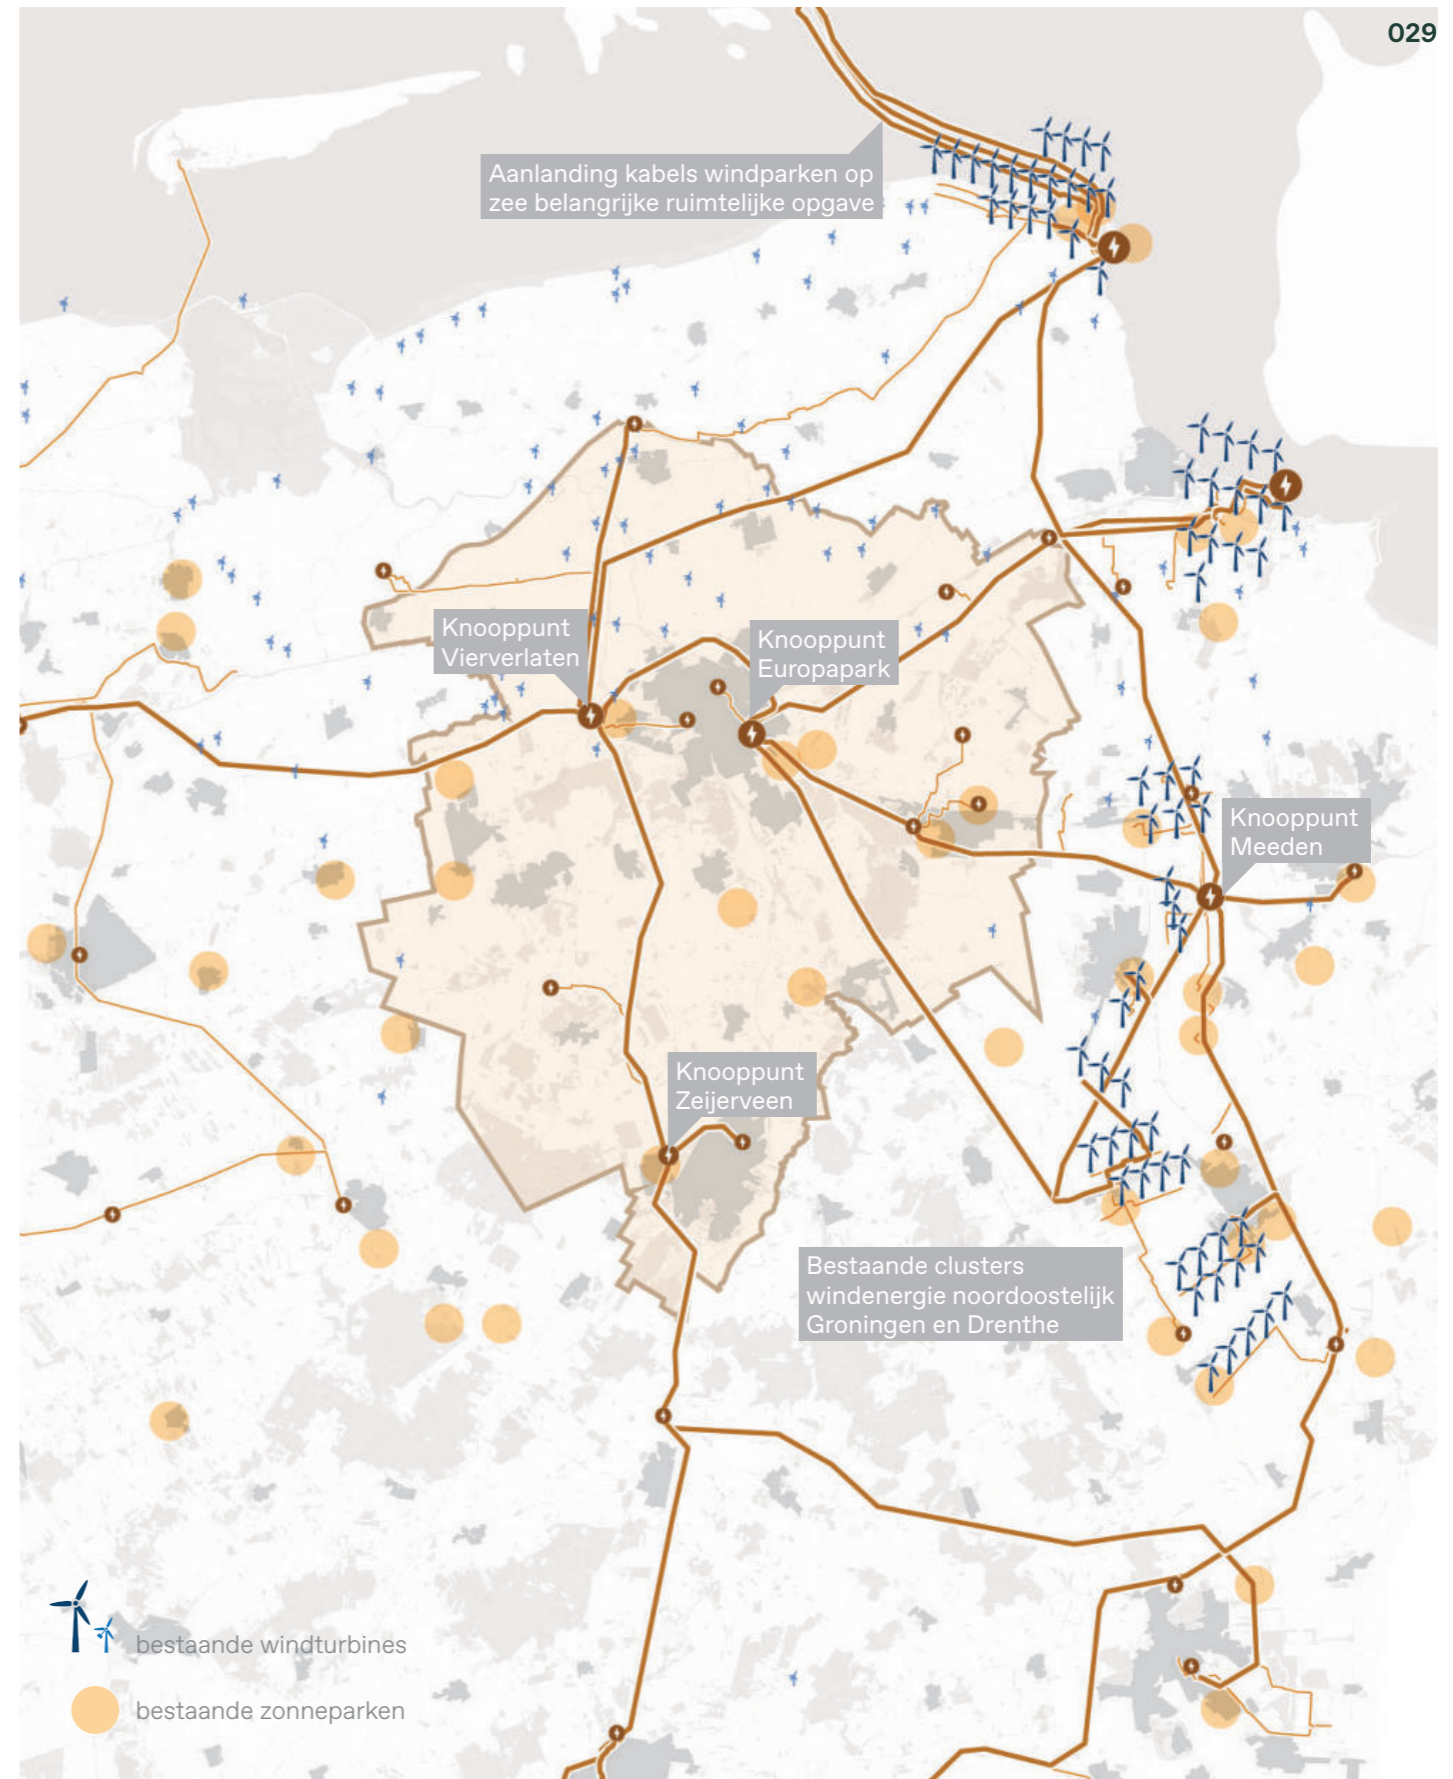 029
Aanlanding kabels windparken op
zee belangrijke ruimtelijke opgave
Knooppunt
Vierverlaten
Knooppunt
Europapark
Knooppunt
Meeden
Knooppunt
Zeijerveen
Bestaande clusters
windenergie noordoostelijk
Groningen en Drenthe
bestaande windturbines
bestaande zonneparken